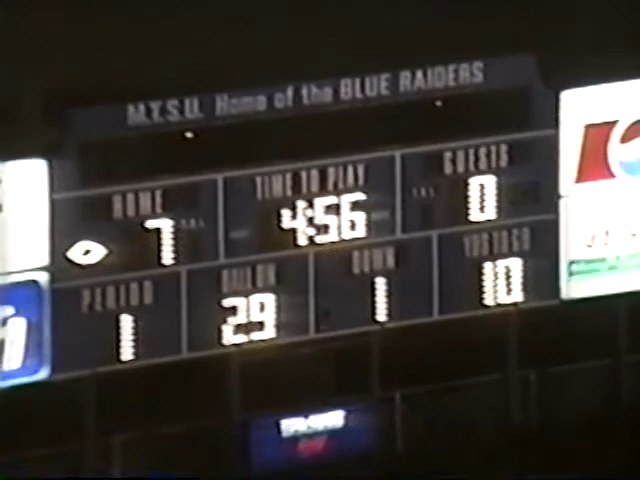 M.T.S.U. Home of the BLUE RAIDERS
HOME TIME TO PLAY GUESTS
7 4:56 0
PERIOD BALL ON DOWN YDS TO GO
1 29 1 10